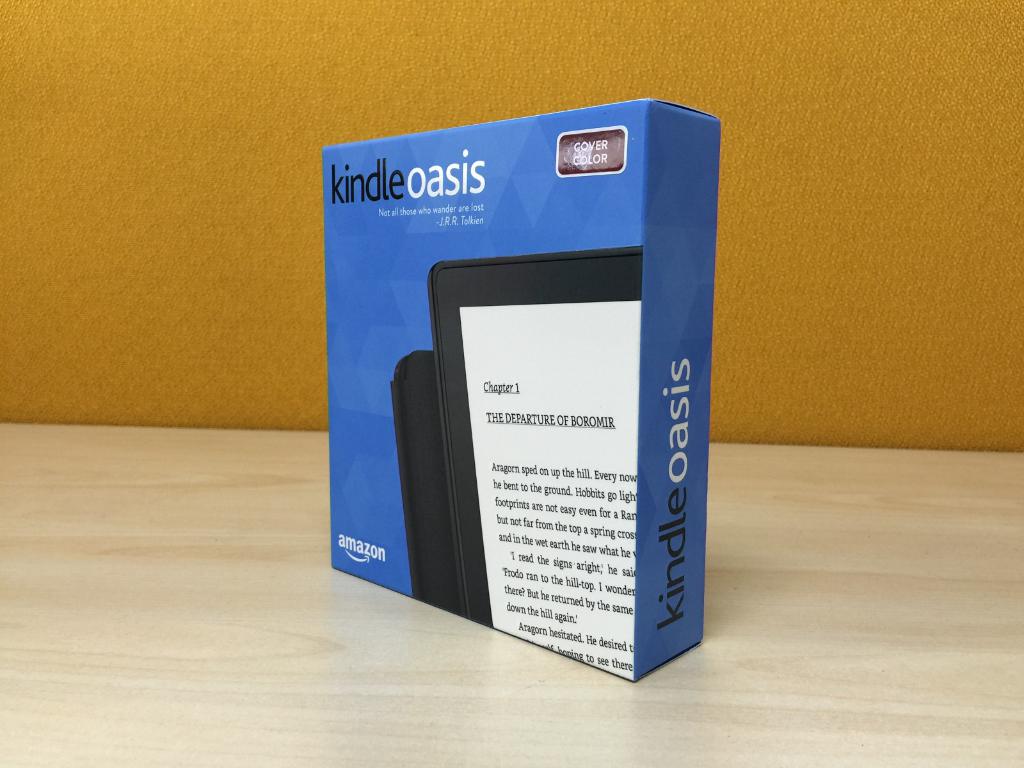 kindleoasis
Not all those who wander are lost
-J.R.R. Tolkien
COVER
COLOR
Chapter 1
THE DEPARTURE OF BOROMIR
Aragorn sped on up the hill. Every now
he bent to the ground. Hobbits go ligh
footprints are not easy even for a Ran
but not far from the top a spring cros
and in the wet earth he saw what he
'I read the signs aright,' he sai
'Frodo ran to the hill-top. I wonder
there? But he returned by the same
down the hill again.'
Aragorn hesitated. He desired t
hoping to see there
amazon
kindleoasis